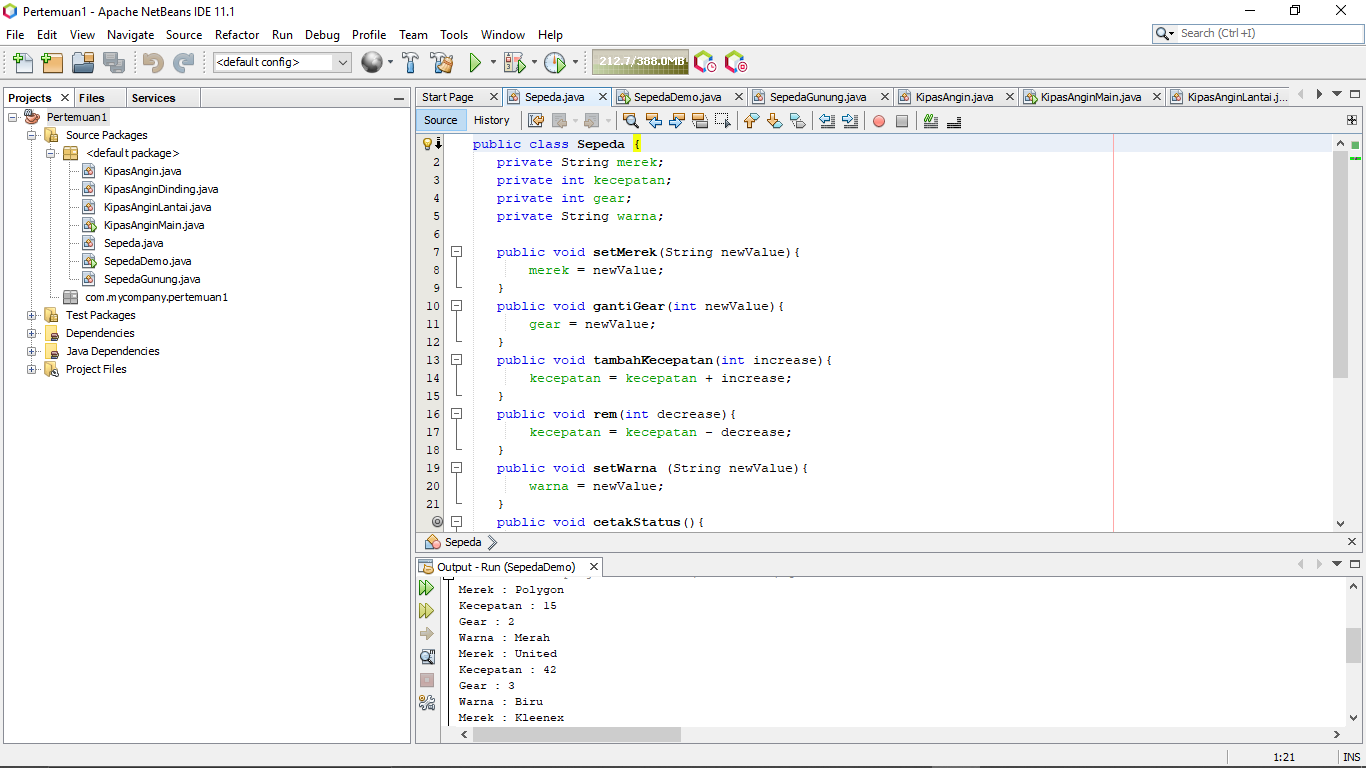 Pertemuan1 - Apache NetBeans IDE 11.1
File Edit View Navigate Source Refactor Run Debug Profile Team Tools Window Help
Search (Ctrl+I)
<default config>
212.7/388.0MB
Projects Files Services
Pertemuan1
Source Packages
<default package>
KipasAngin.java
KipasAnginDinding.java
KipasAnginLantai.java
KipasAnginMain.java
Sepeda.java
SepedaDemo.java
SepedaGunung.java
com.mycompany.pertemuan1
Test Packages
Dependencies
Java Dependencies
Project Files
Start Page Sepeda.java SepedaDemo.java SepedaGunung.java KipasAngin.java KipasAnginMain.java KipasAnginLantai.j...
Source History
public class Sepeda {
2 private String merek;
3 private int kecepatan;
4 private int gear;
5 private String warna;
6
7 public void setMerek(String newValue){
8 merek = newValue;
9 }
10 public void gantiGear(int newValue){
11 gear = newValue;
12 }
13 public void tambahKecepatan(int increase){
14 kecepatan = kecepatan + increase;
15 }
16 public void rem(int decrease){
17 kecepatan = kecepatan - decrease;
18 }
19 public void setWarna (String newValue){
20 warna = newValue;
21 }
public void cetakStatus(){
Sepeda
Output - Run (SepedaDemo)
Merek : Polygon
Kecepatan : 15
Gear : 2
Warna : Merah
Merek : United
Kecepatan : 42
Gear : 3
Warna : Biru
Merek : Kleenex
1:21 INS